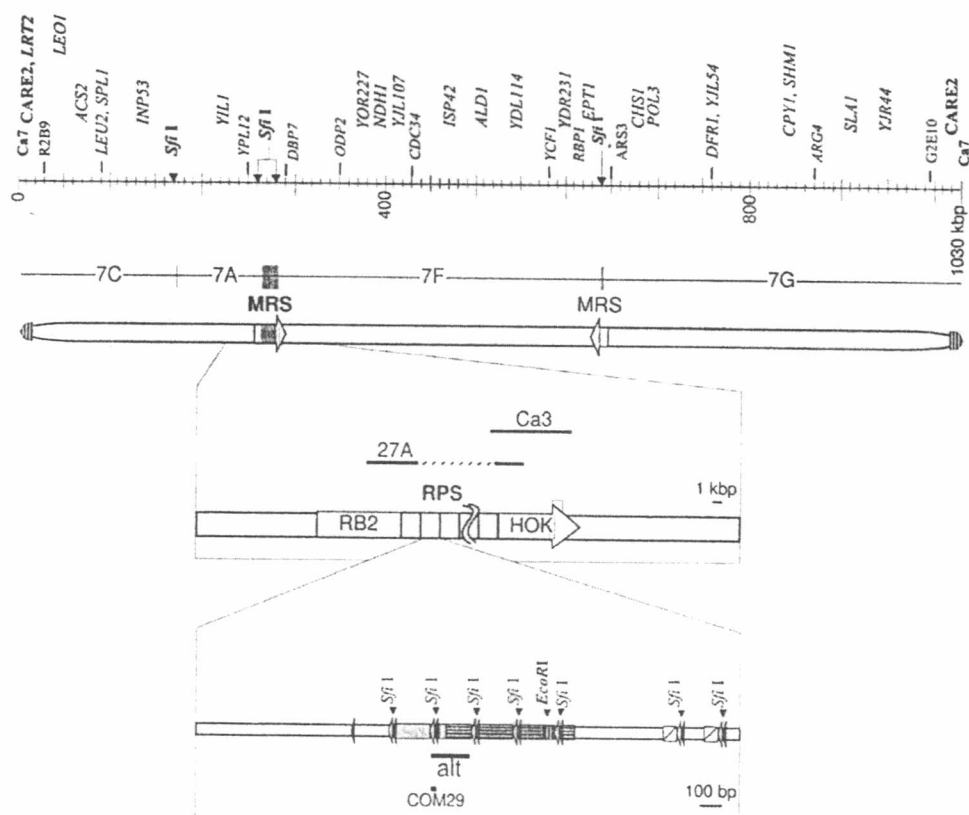 Ca7 CARE2, LRT2
R2B9
LEO1
ACS2
LEU2, SPL1
INP53
Sfi I
YIL1
YPL12
Sfi I
DBP7
ODP2
YOR227
NDH1
YJL107
CDC34
ISP42
ALD1
YDL114
YCF1
YDR231
RBP1
EPT1
Sfi I
ARS3
CHS1
POL3
DFR1, YJL54
CPY1, SHM1
ARG4
SLA1
YJR44
G2E10
Ca7 CARE2
0
400
800
1030 kbp
7C
7A
7F
7G
MRS
MRS
Ca3
27A
RPS
1 kbp
RB2
HOK
Sfi I
Sfi I
Sfi I
Sfi I
EcoRI
Sfi I
Sfi I
Sfi I
alt
COM29
100 bp